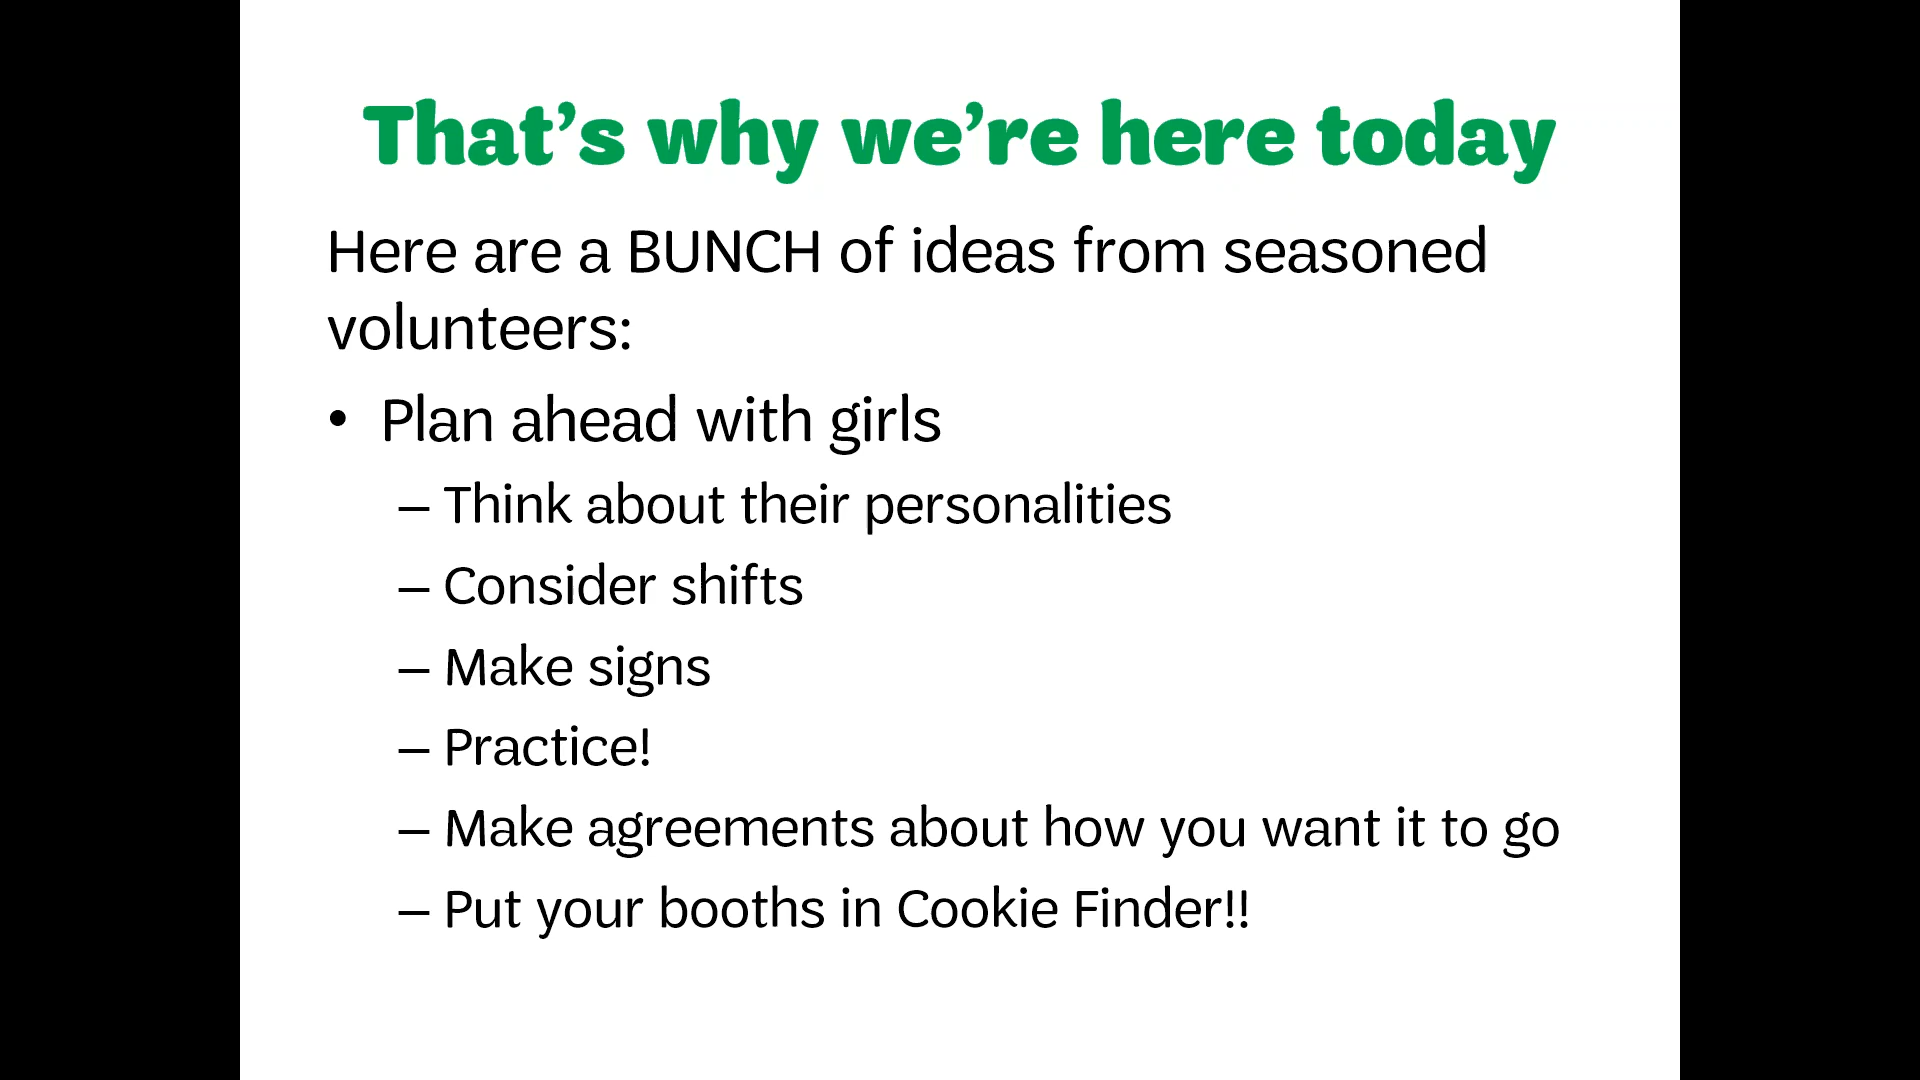 That’s why we’re here today
Here are a BUNCH of ideas from seasoned
volunteers:
• Plan ahead with girls
– Think about their personalities
– Consider shifts
– Make signs
– Practice!
– Make agreements about how you want it to go
– Put your booths in Cookie Finder!!